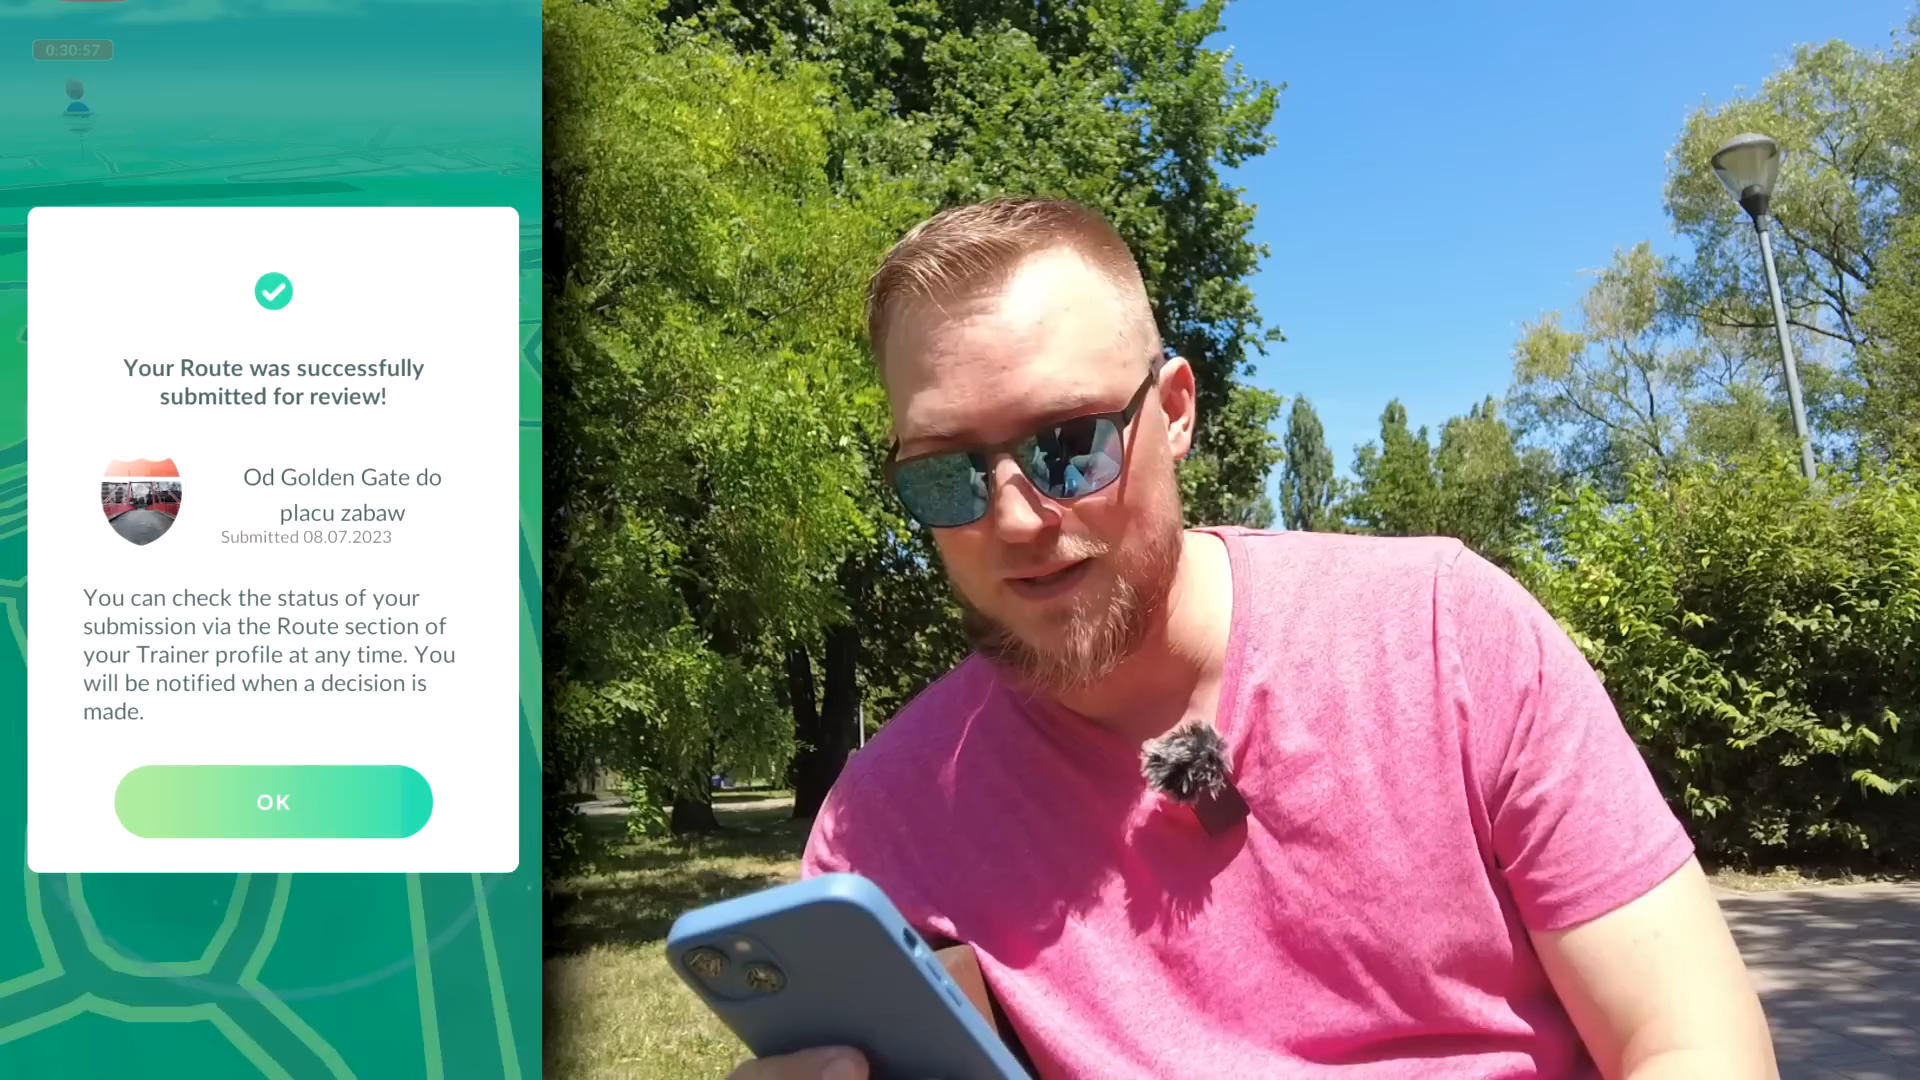 0:30:57
Your Route was successfully
submitted for review!
Od Golden Gate do
placu zabaw
Submitted 08.07.2023
You can check the status of your
submission via the Route section of
your Trainer profile at any time. You
will be notified when a decision is
made.
OK